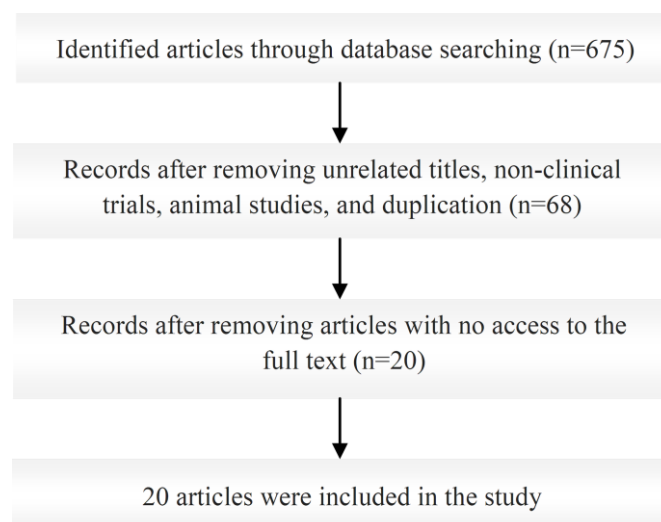 Identified articles through database searching (n=675)
Records after removing unrelated titles, non-clinical
trials, animal studies, and duplication (n=68)
Records after removing articles with no access to the
full text (n=20)
20 articles were included in the study